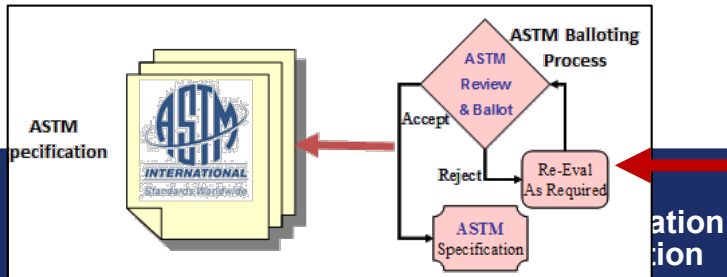 ASTM
pecification
ASTM
INTERNATIONAL
Standards Worldwide
ASTM Balloting
Process
ASTM
Review
& Ballot
Accept
Reject
Re-Eval
As Required
ASTM
Specification
ation
tion